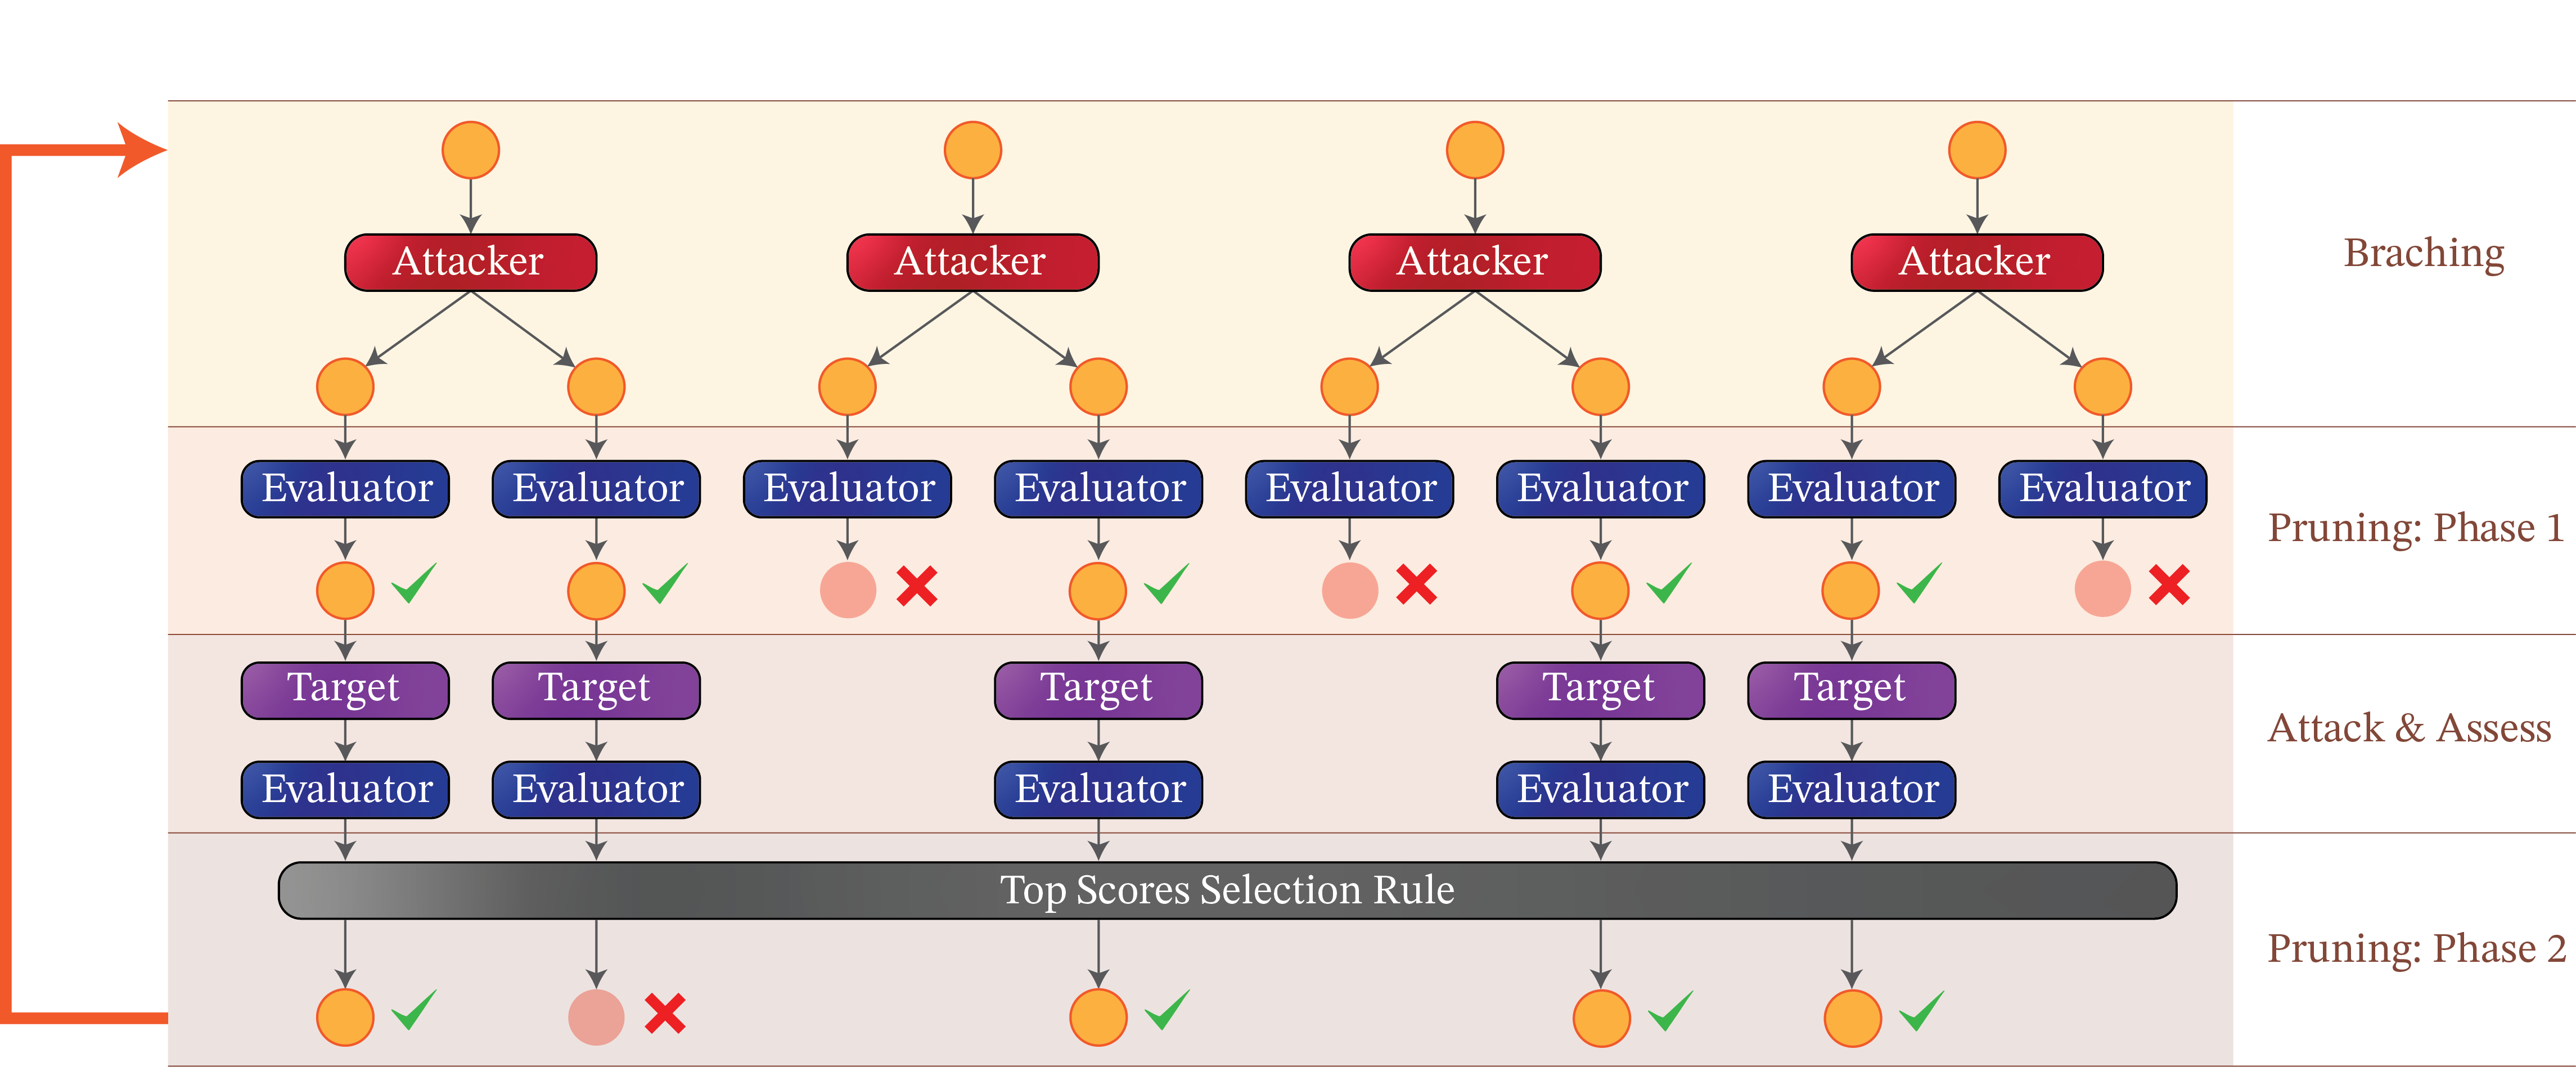 Attacker
Attacker
Attacker
Attacker
Braching
Evaluator
Evaluator
Evaluator
Evaluator
Evaluator
Evaluator
Evaluator
Evaluator
Pruning: Phase 1
Target
Target
Target
Target
Target
Attack & Assess
Evaluator
Evaluator
Evaluator
Evaluator
Evaluator
Top Scores Selection Rule
Pruning: Phase 2